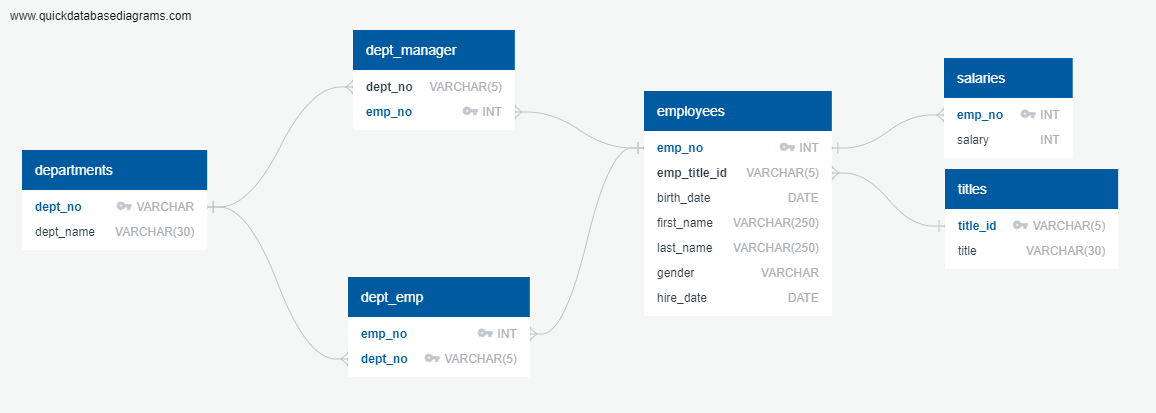 www.quickdatabasediagrams.com
departments
dept_no VARCHAR
dept_name VARCHAR(30)
dept_manager
dept_no VARCHAR(5)
emp_no INT
dept_emp
emp_no INT
dept_no VARCHAR(5)
employees
emp_no INT
emp_title_id VARCHAR(5)
birth_date DATE
first_name VARCHAR(250)
last_name VARCHAR(250)
gender VARCHAR
hire_date DATE
salaries
emp_no INT
salary INT
titles
title_id VARCHAR(5)
title VARCHAR(30)